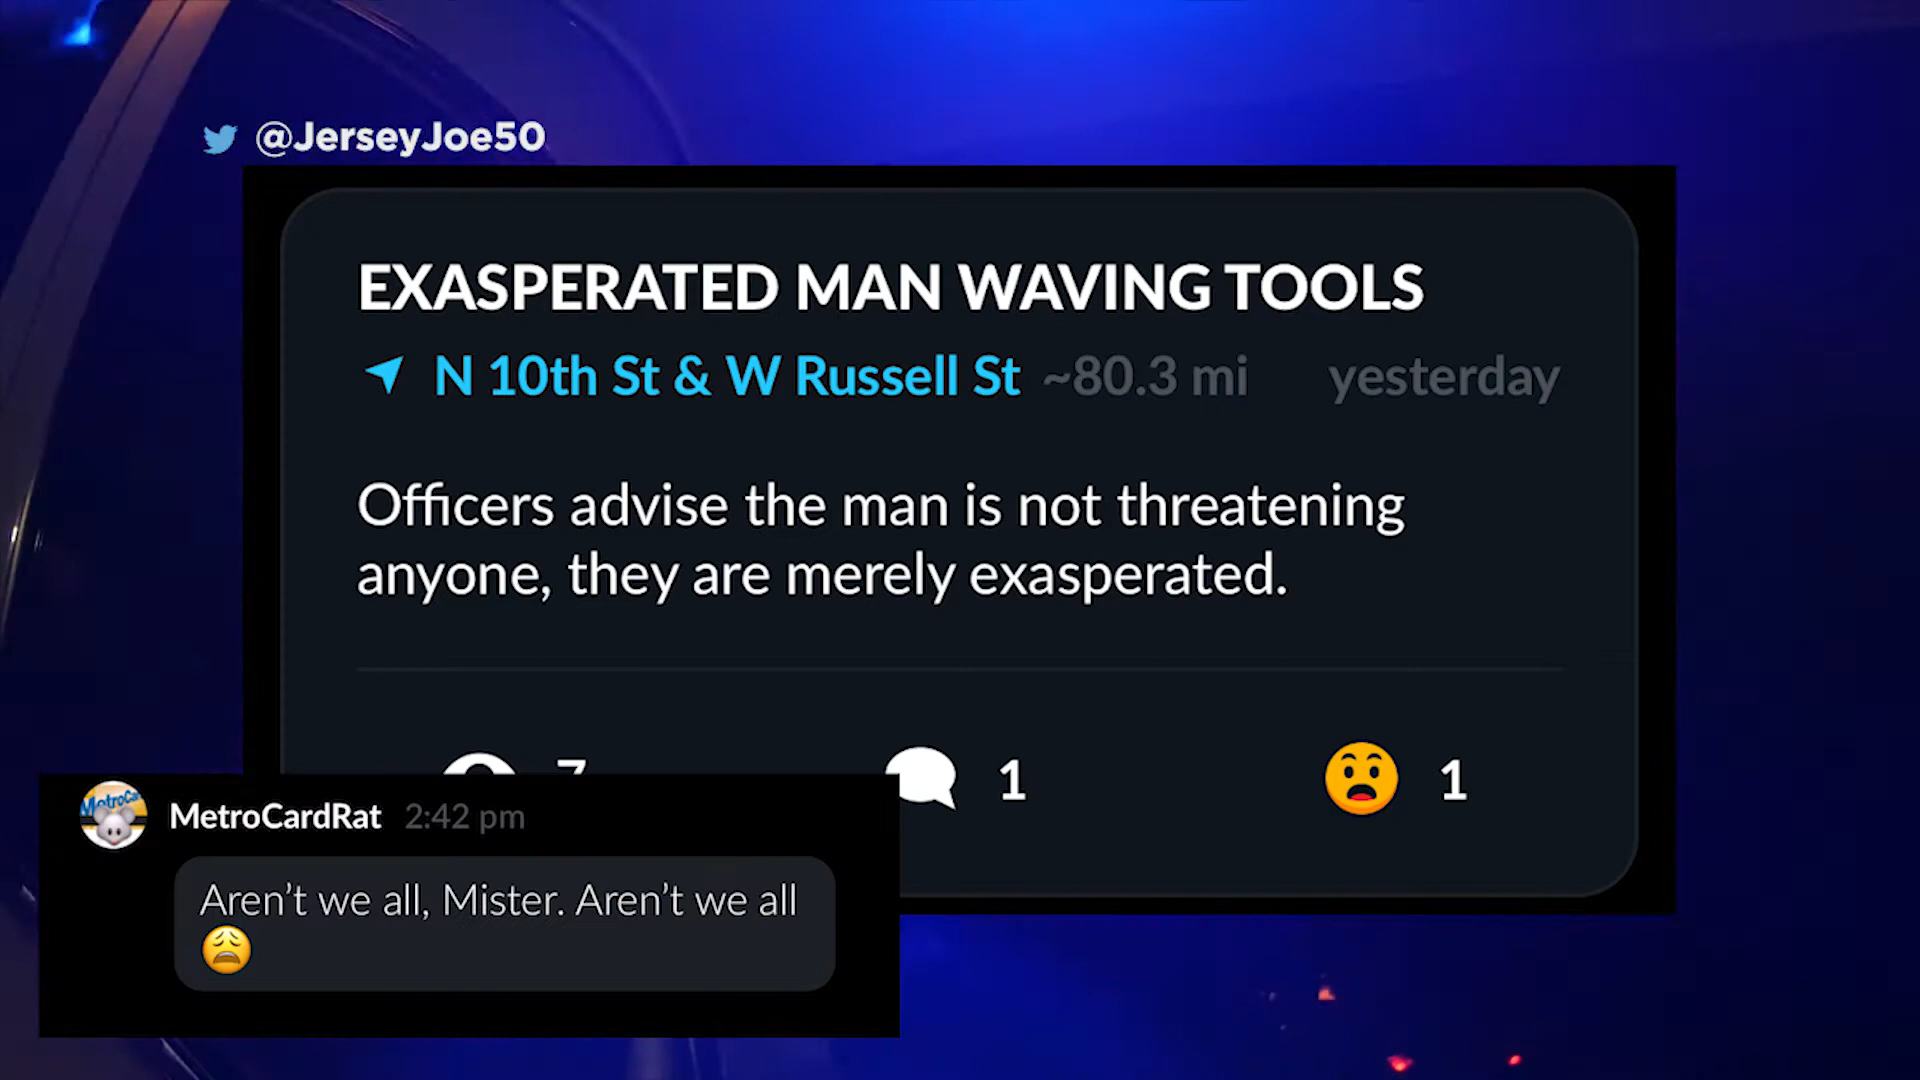 @JerseyJoe50
EXASPERATED MAN WAVING TOOLS
N 10th St & W Russell St ~80.3 mi yesterday
Officers advise the man is not threatening
anyone, they are merely exasperated.
7 1 1
MetroCardRat 2:42 pm
Aren't we all, Mister. Aren't we all